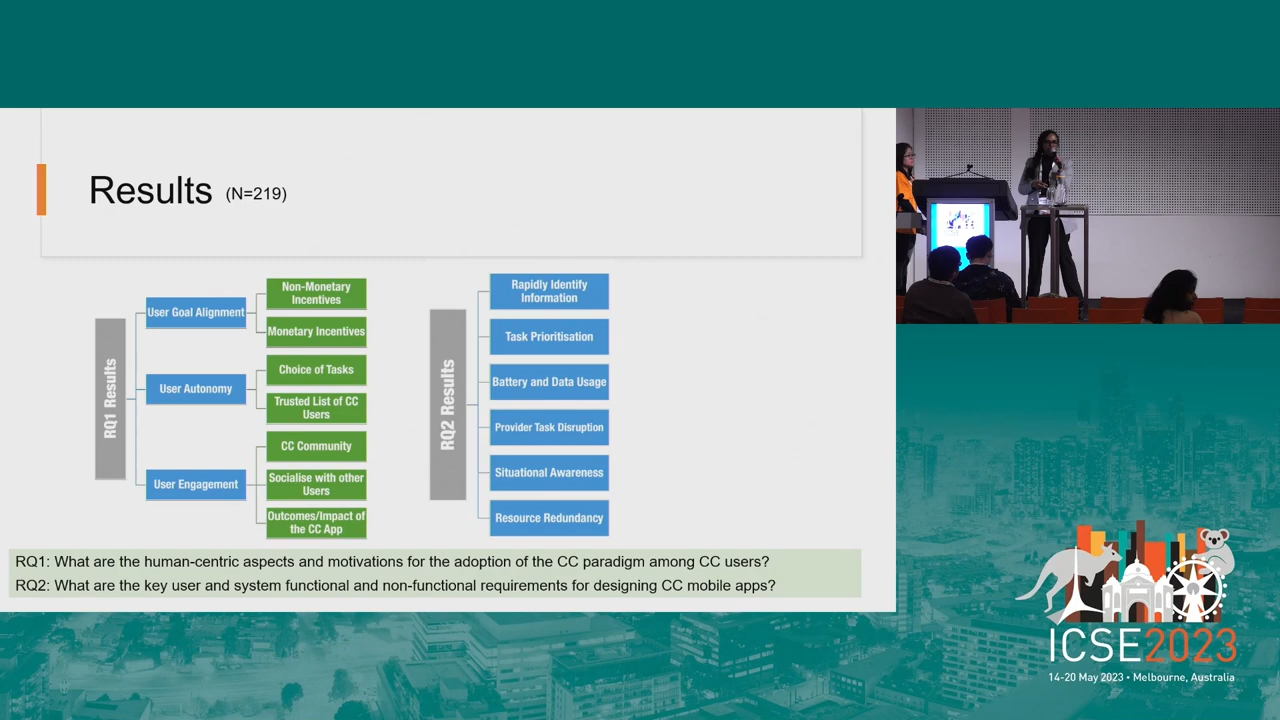 Results (N=219)
RQ1 Results
User Goal Alignment
Non-Monetary
Incentives
Monetary Incentives
User Autonomy
Choice of Tasks
Trusted List of CC
Users
User Engagement
CC Community
Socialise with other
Users
Outcomes/Impact of
the CC App
RQ2 Results
Rapidly Identify
Information
Task Prioritisation
Battery and Data Usage
Provider Task Disruption
Situational Awareness
Resource Redundancy
RQ1: What are the human-centric aspects and motivations for the adoption of the CC paradigm among CC users?
RQ2: What are the key user and system functional and non-functional requirements for designing CC mobile apps?
ICSE2023
14-20 May 2023 • Melbourne, Australia